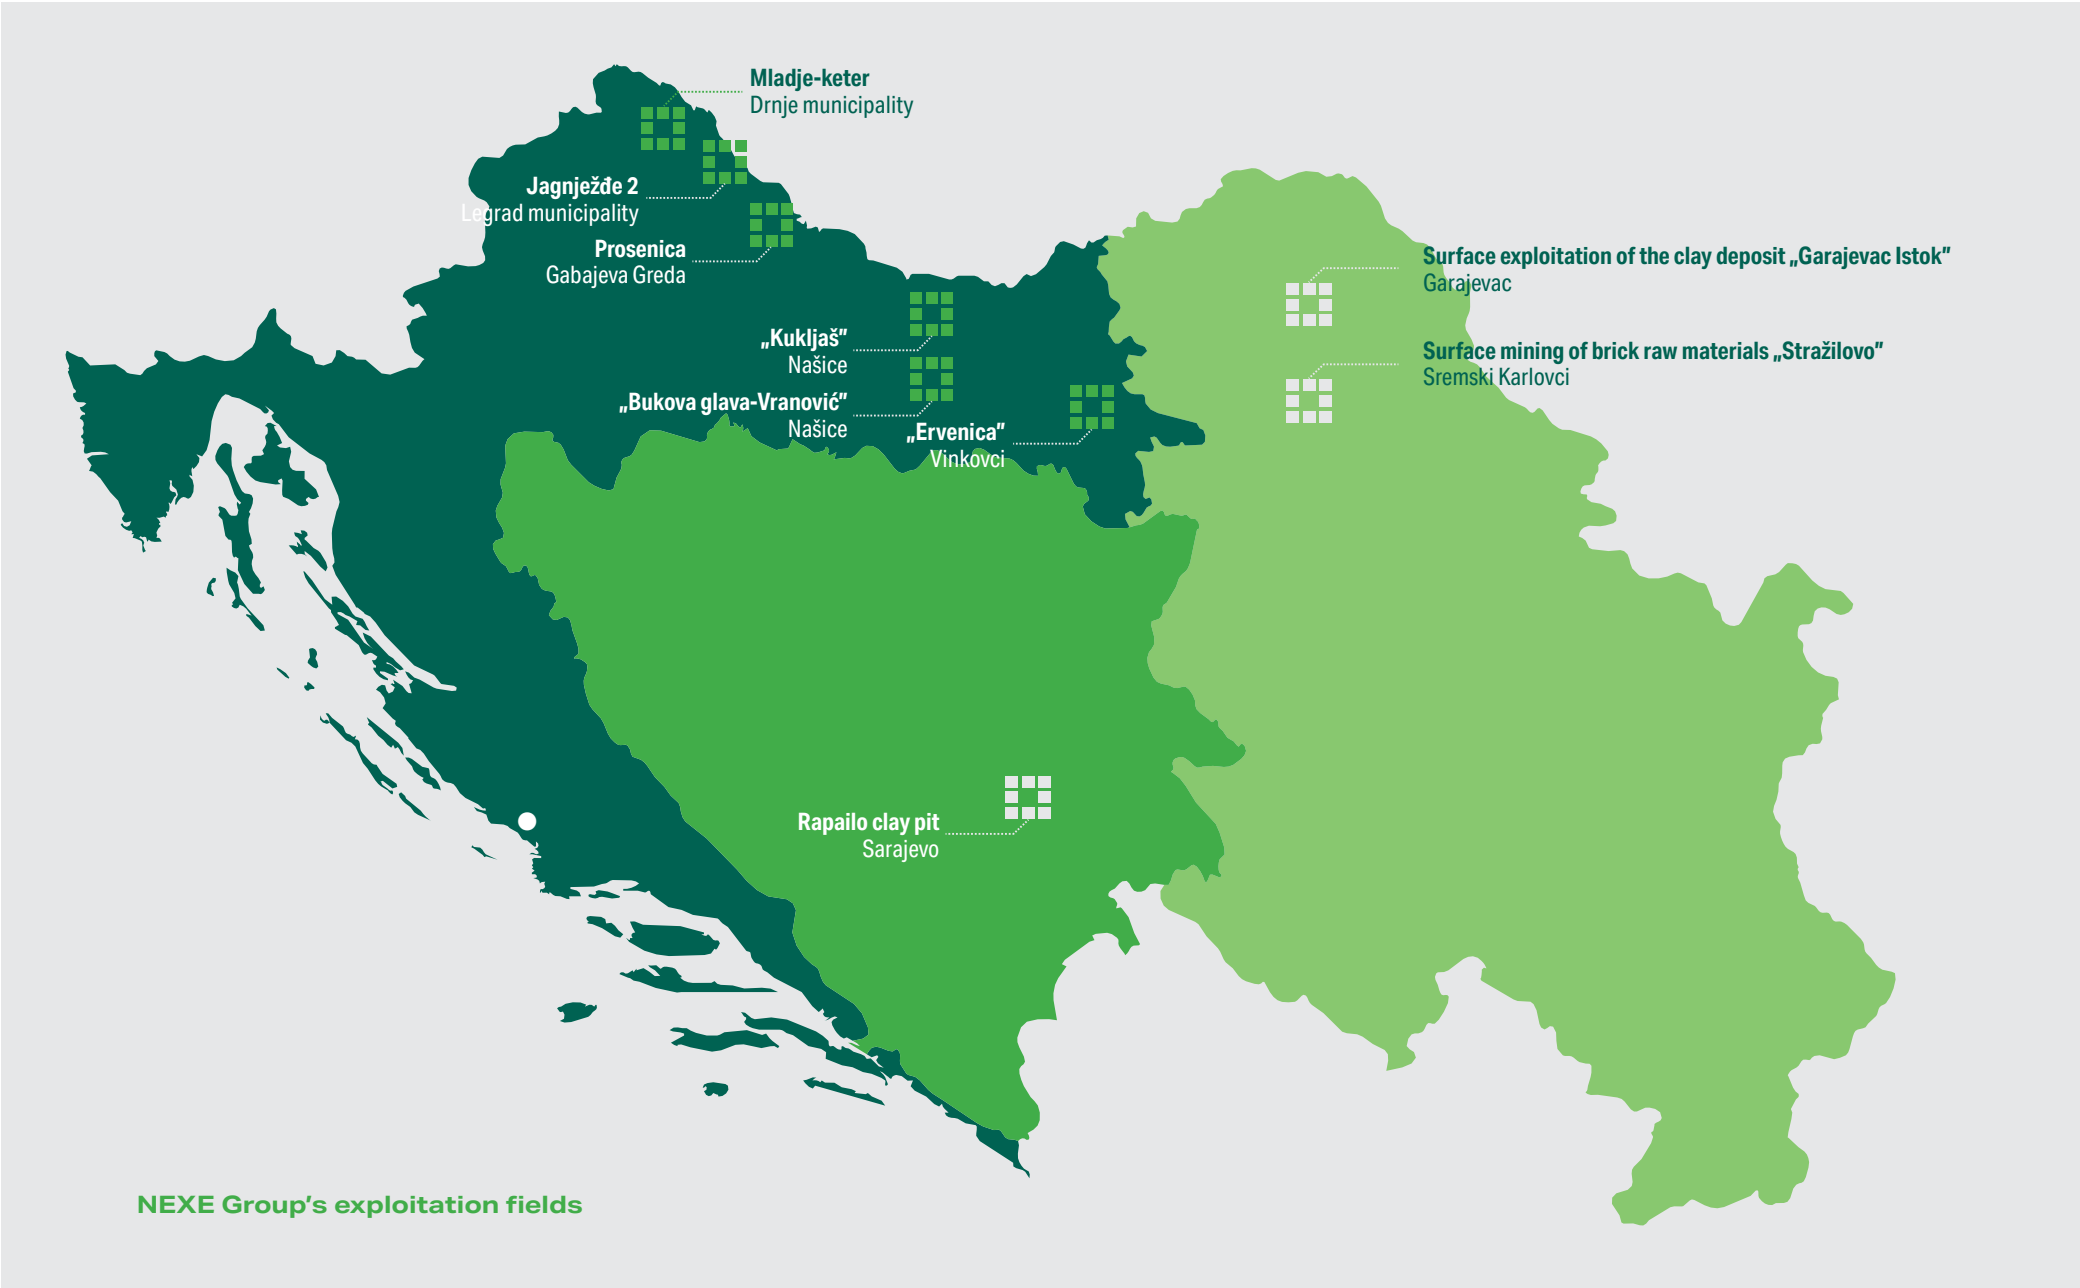 Mladje-keter
Drnje municipality
Jagnježđe 2
Legrad municipality
Prosenica
Gabajeva Greda
„Kukljaš”
Našice
„Bukova glava-Vranović”
Našice
„Ervenica”
Vinkovci
Surface exploitation of the clay deposit „Garajevac Istok”
Garajevac
Surface mining of brick raw materials „Stražilovo”
Sremski Karlovci
Rapailo clay pit
Sarajevo
NEXE Group’s exploitation fields